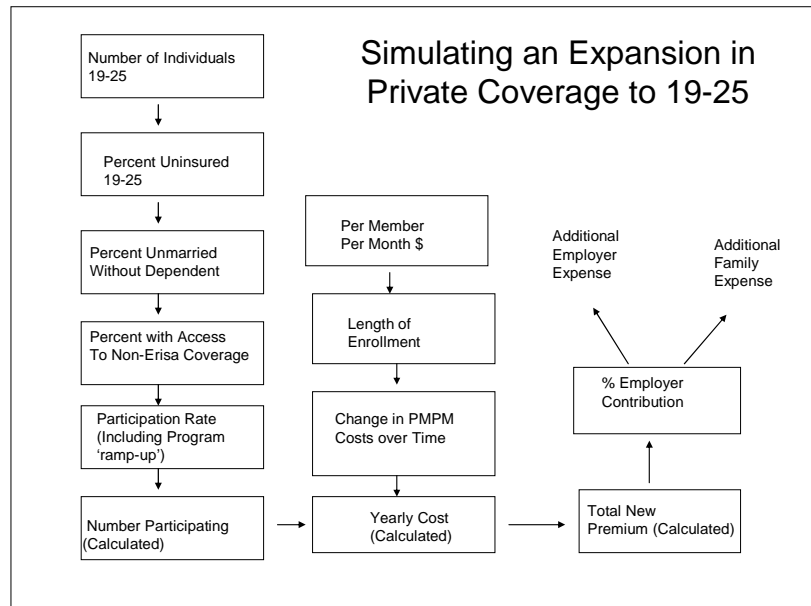 Simulating an Expansion in
Private Coverage to 19-25
Number of Individuals
19-25
Percent Uninsured
19-25
Percent Unmarried
Without Dependent
Percent with Access
To Non-Erisa Coverage
Participation Rate
(Including Program
‘ramp-up’)
Number Participating
(Calculated)
Per Member
Per Month $
Length of
Enrollment
Change in PMPM
Costs over Time
Yearly Cost
(Calculated)
Additional
Employer
Expense
Additional
Family
Expense
% Employer
Contribution
Total New
Premium (Calculated)